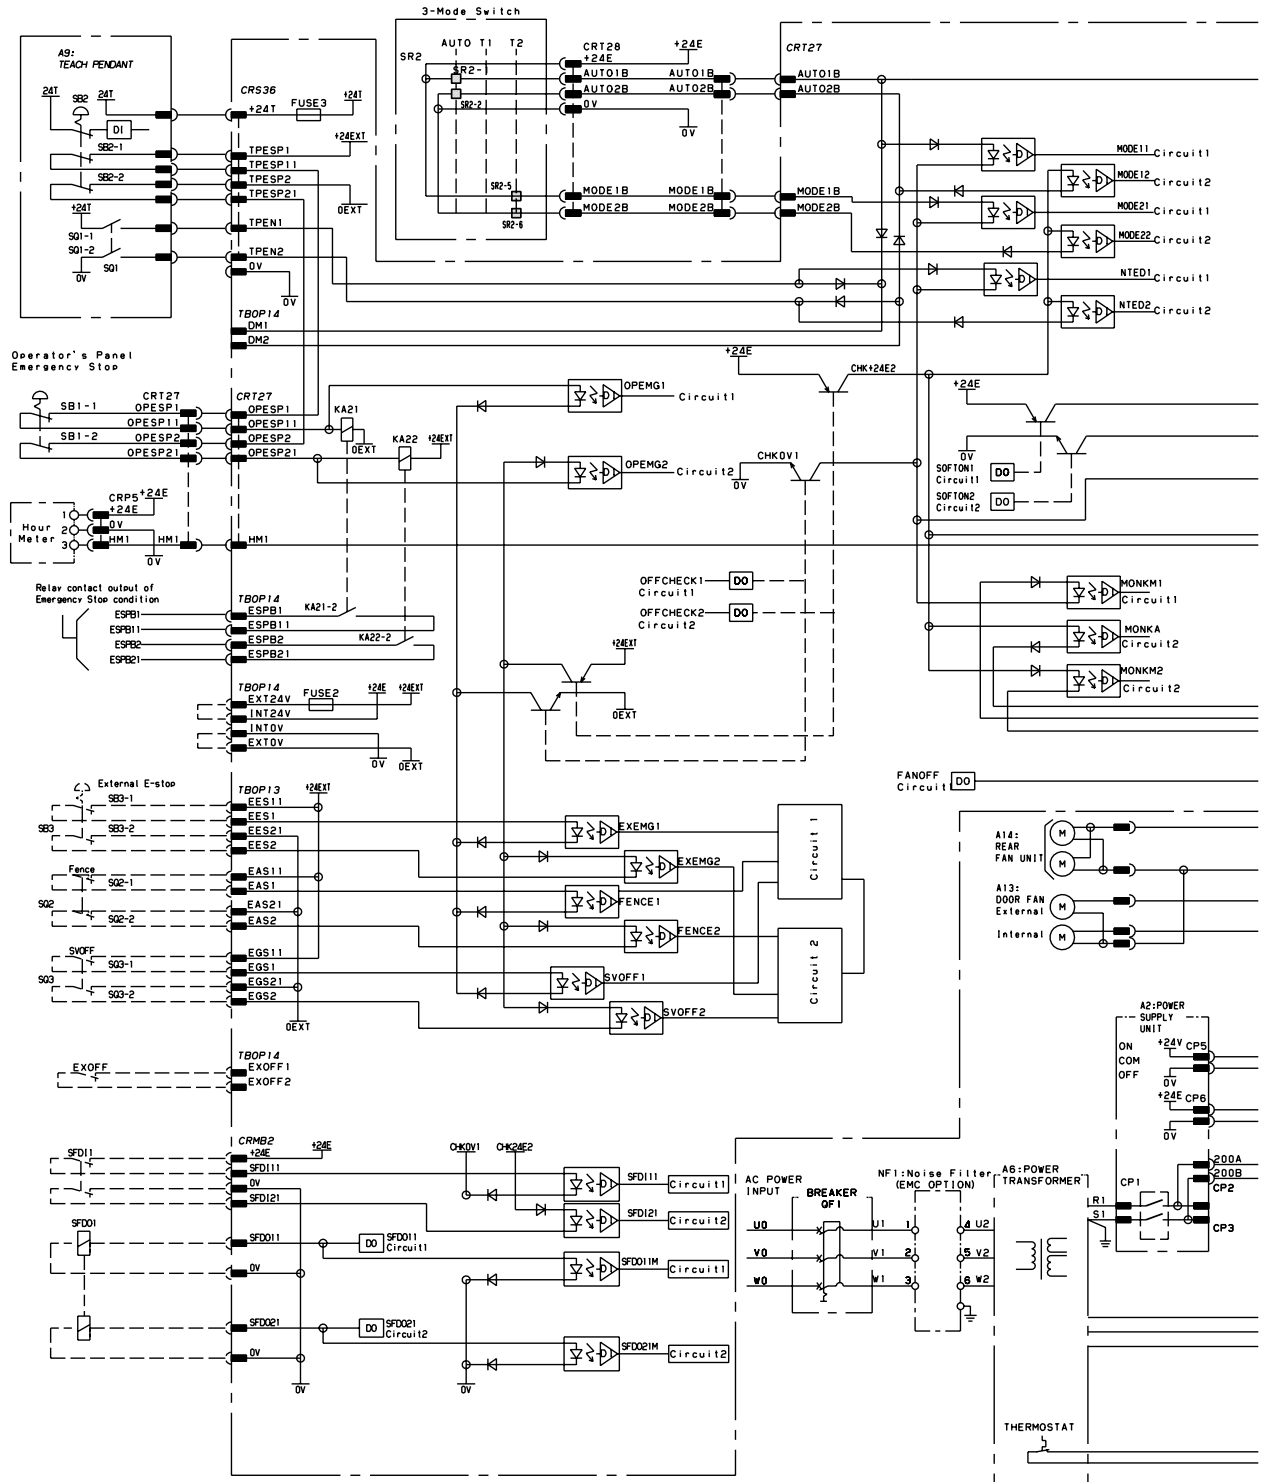 3-Mode Switch
A9:
TEACH PENDANT
24T
SB2
24T
DI
SB2-1
SB2-2
+24T
SQ1-1
SQ1-2
SQ1
0V
CRS36
+24T
FUSE3
+24T
+24EXT
TPESP1
TPESP11
TPESP2
TPESP21
0EXT
TPEN1
TPEN2
0V
0V
TBOP14
DM1
DM2
AUTO T1 T2
SR2
SR2-1
SR2-2
SR2-5
SR2-6
CRT28
+24E
+24E
AUTO1B AUTO1B
AUTO2B AUTO2B
0V
0V
MODE1B MODE1B
MODE2B MODE2B
CRT27
AUTO1B
AUTO2B
MODE1B
MODE2B
MODE11
Circuit1
MODE12
Circuit2
MODE21
Circuit1
MODE22
Circuit2
NTED1
Circuit1
NTED2
Circuit2
Operator's Panel
Emergency Stop
SB1-1
SB1-2
CRT27
OPESP1
OPESP11
OPESP2
OPESP21
CRT27
OPESP1
OPESP11
OPESP2
OPESP21
KA21
0EXT
KA22
+24EXT
OPEMG1
Circuit1
OPEMG2
Circuit2
+24E
CHK+24E2
CHK0V1
0V
+24E
0V
SOFTON1
Circuit1
DO
SOFTON2
Circuit2
DO
Hour
Meter
1
2
3
CRP5
+24E
+24E
0V
HM1
HM1
0V
HM1
OFFCHECK1
Circuit1
DO
OFFCHECK2
Circuit2
DO
MONKM1
Circuit1
MONKA
Circuit2
MONKM2
Circuit2
Relay contact output of
Emergency Stop condition
ESPB1
ESPB11
ESPB2
ESPB21
TBOP14
ESPB1
ESPB11
ESPB2
ESPB21
KA21-2
KA22-2
+24EXT
0EXT
TBOP14
EXT24V
INT24V
INT0V
EXT0V
FUSE2
+24E
+24EXT
0V
0EXT
FANOFF
Circuit1
DO
External E-stop
SB3-1
SB3
SB3-2
Fence
SQ2-1
SQ2
SQ2-2
SVOFF
SQ3-1
SQ3
SQ3-2
TBOP13
+24EXT
EES11
EES1
EES21
EES2
EAS11
EAS1
EAS21
EAS2
EGS11
EGS1
EGS21
EGS2
0EXT
EXEMG1
EXEMG2
FENCE1
FENCE2
SVOFF1
SVOFF2
Circuit 1
Circuit 2
A14:
REAR
FAN UNIT
M
M
A13:
DOOR FAN
External
M
Internal
M
EXOFF
TBOP14
EXOFF1
EXOFF2
A2:POWER
SUPPLY
UNIT
ON
COM
OFF
+24V
CP5
0V
+24E
CP6
0V
200A
200B
CP2
CP3
CP1
R1
S1
SFDI1
SFDO1
CRMB2
+24E
+24E
SFDI11
0V
SFDI21
SFDO11
0V
SFDO21
0V
0V
DO
SFDO11
Circuit1
DO
SFDO21
Circuit2
CHK0V1
CHK24E2
SFDI11
Circuit1
SFDI21
Circuit2
SFDO11M
Circuit1
SFDO21M
Circuit2
0V
AC POWER
INPUT
BREAKER
QF1
NF1:Noise Filter
(EMC OPTION)
A6:POWER
TRANSFORMER
U0 U1 1 4 U2
V0 V1 2 5 V2
W0 W1 3 6 W2
THERMOSTAT